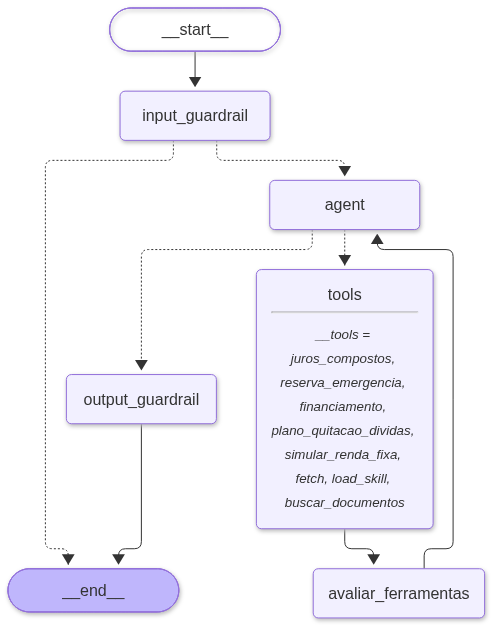 __start__
input_guardrail
agent
tools
__tools =
juros_compostos,
reserva_emergencia,
financiamento,
plano_quitacao_dividas,
simular_renda_fixa,
fetch, load_skill,
buscar_documentos
output_guardrail
__end__
avaliar_ferramentas